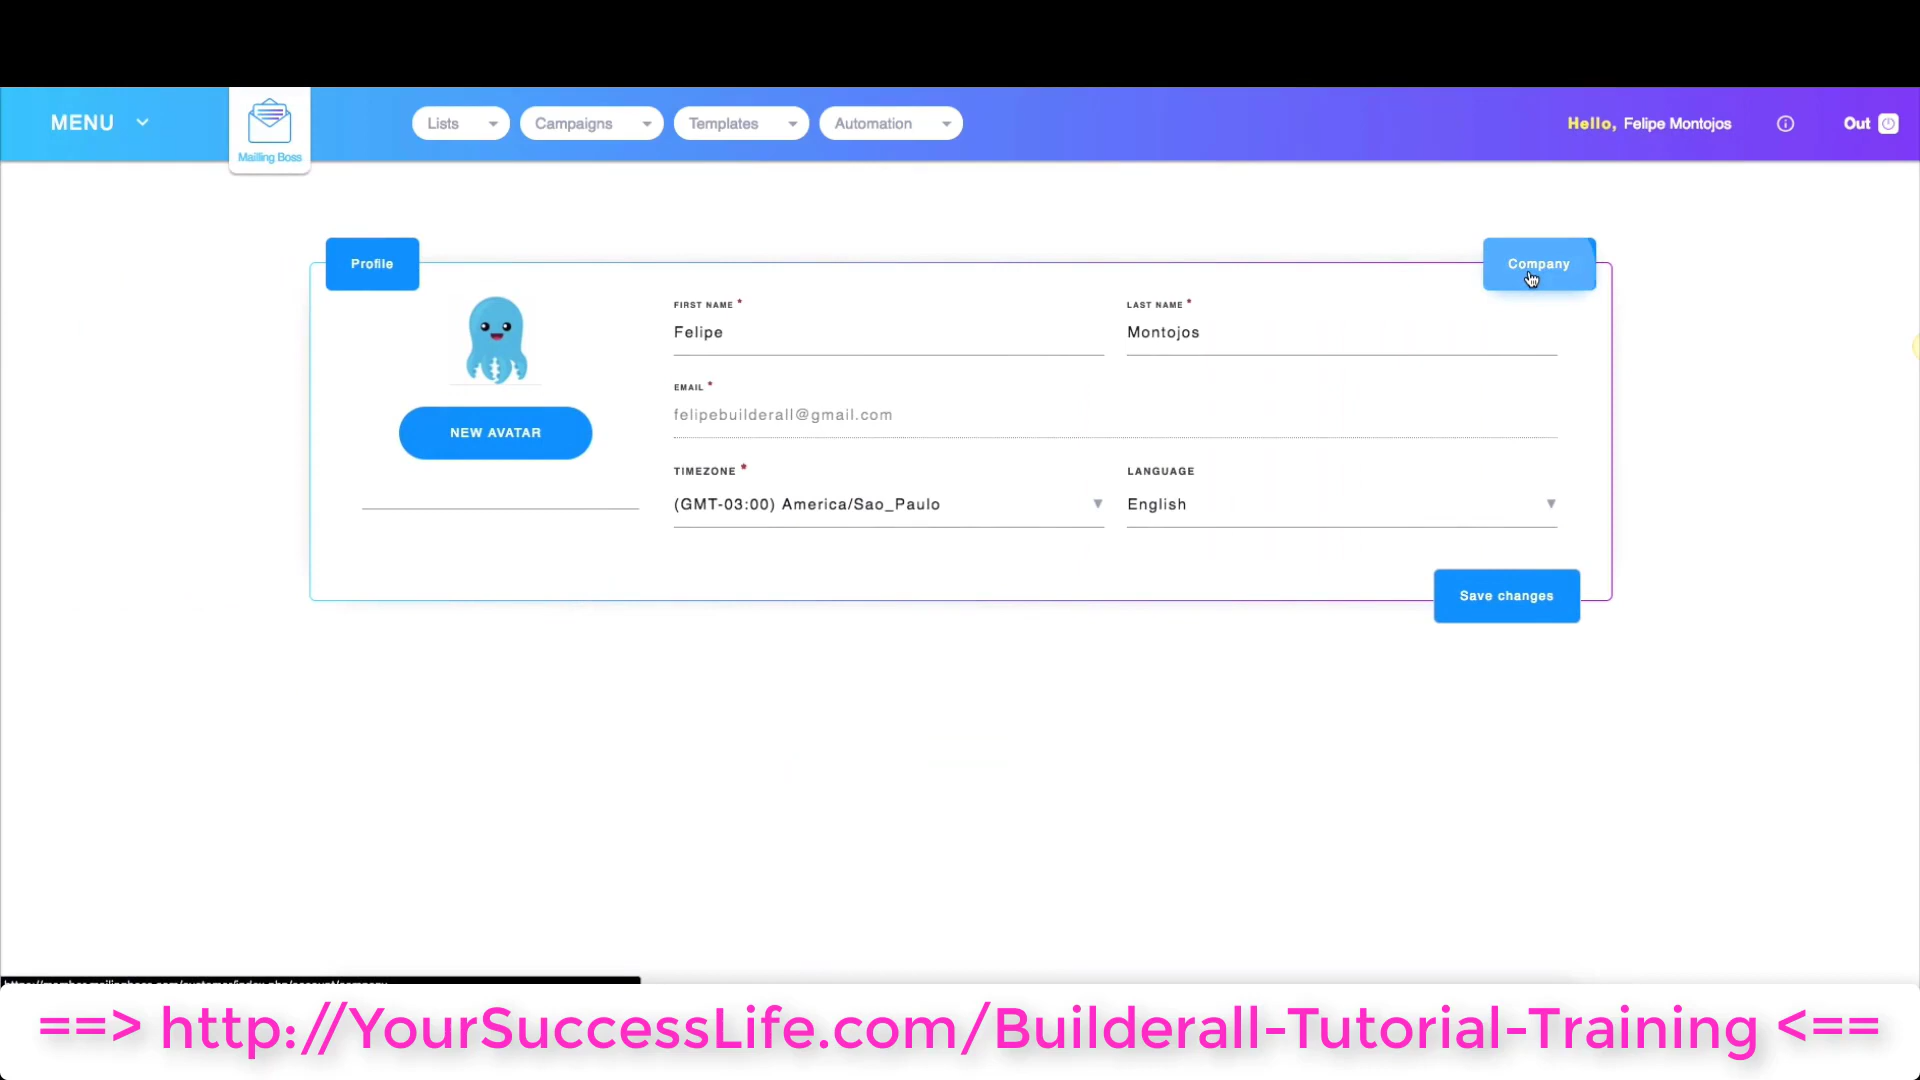 MENU
Mailling Boss
Lists
Campaigns
Templates
Automation
Hello, Felipe Montojos
Out
Profile
Company
FIRST NAME *
Felipe
LAST NAME *
Montojos
EMAIL *
felipebuilderall@gmail.com
NEW AVATAR
TIMEZONE *
(GMT-03:00) America/Sao_Paulo
LANGUAGE
English
Save changes
==> http://YourSuccessLife.com/Builderall-Tutorial-Training <==